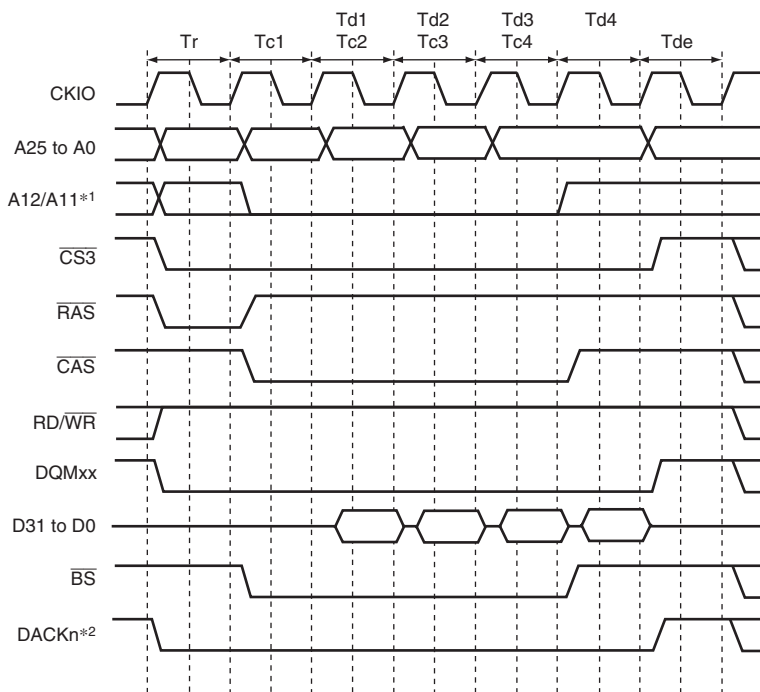 Td1 Td2 Td3 Td4
Tr Tc1 Tc2 Tc3 Tc4 Tde
CKIO
A25 to A0
A12/A11*1
CS3
RAS
CAS
RD/WR
DQMxx
D31 to D0
BS
DACKn*2